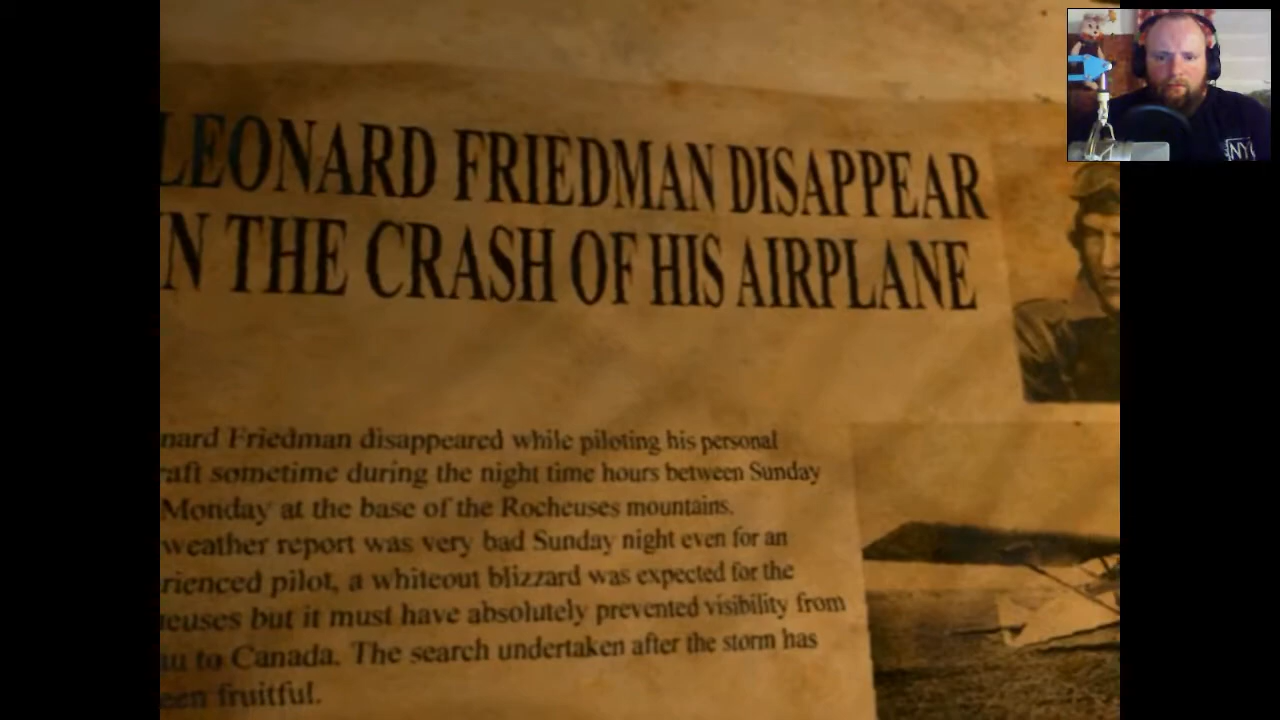 LEONARD FRIEDMAN DISAPPEAR
N THE CRASH OF HIS AIRPLANE
nard Friedman disappeared while piloting his personal
raft sometime during the night time hours between Sunday
Monday at the base of the Rocheuses mountains.
weather report was very bad Sunday night even for an
rienced pilot, a whiteout blizzard was expected for the
euses but it must have absolutely prevented visibility from
to Canada. The search undertaken after the storm has
een fruitful.
NY